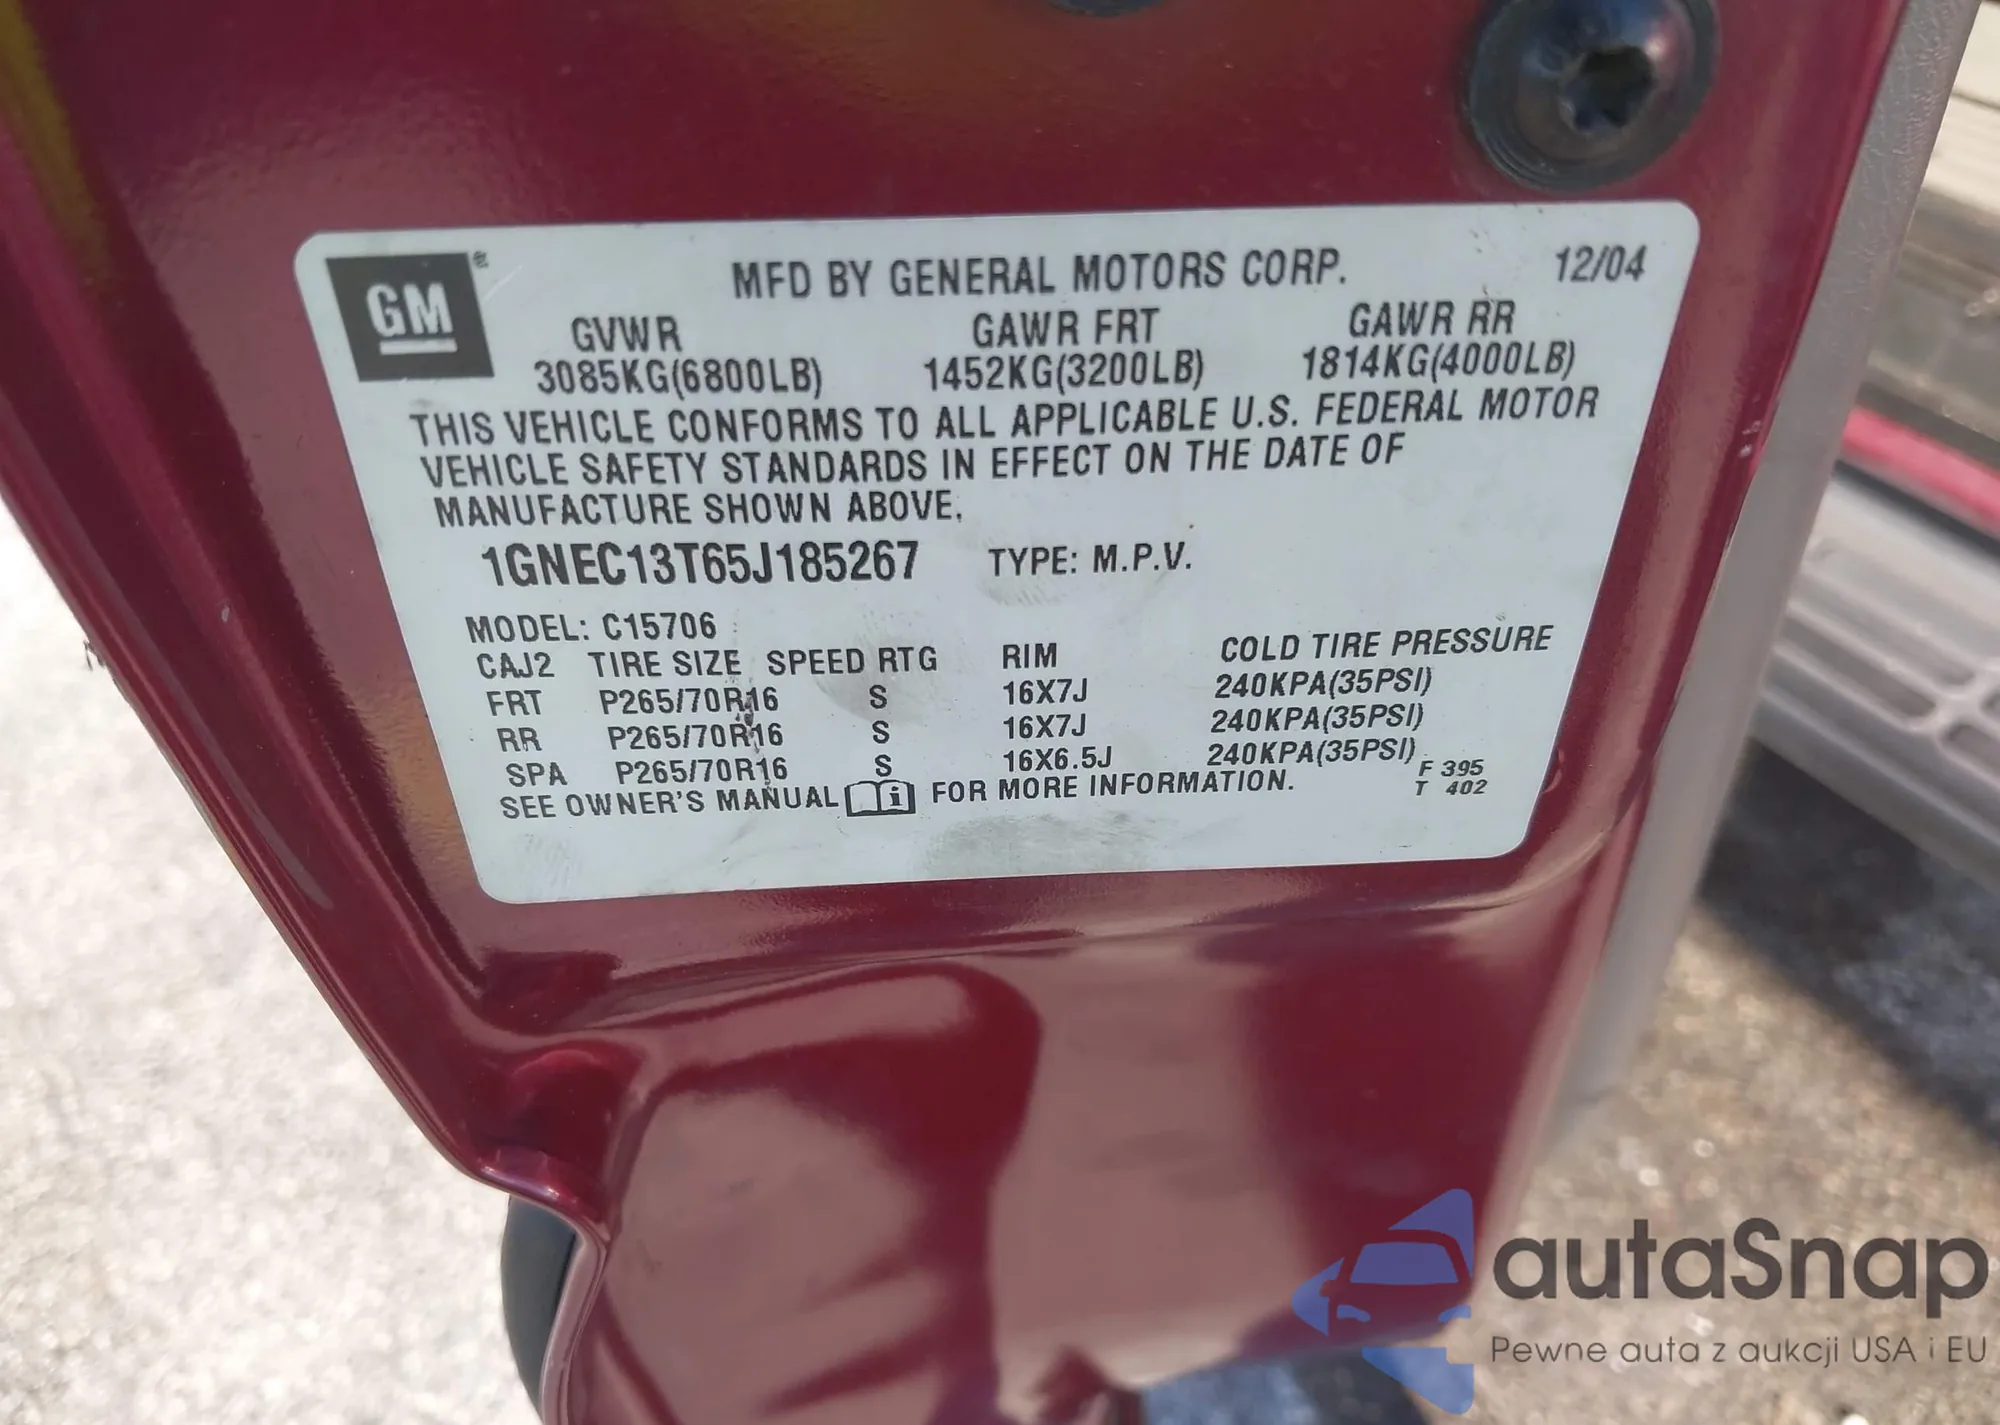 GM ®
MFD BY GENERAL MOTORS CORP. 12/04
GVWR GAWR FRT GAWR RR
3085KG(6800LB) 1452KG(3200LB) 1814KG(4000LB)
THIS VEHICLE CONFORMS TO ALL APPLICABLE U.S. FEDERAL MOTOR
VEHICLE SAFETY STANDARDS IN EFFECT ON THE DATE OF
MANUFACTURE SHOWN ABOVE.
1GNEC13T65J185267 TYPE: M.P.V.
MODEL: C15706
CAJ2 TIRE SIZE SPEED RTG RIM COLD TIRE PRESSURE
FRT P265/70R16 S 16X7J 240KPA(35PSI)
RR P265/70R16 S 16X7J 240KPA(35PSI)
SPA P265/70R16 S 16X6.5J 240KPA(35PSI)
SEE OWNER'S MANUAL i FOR MORE INFORMATION.
F 395
T 402
autaSnap
Pewne auta z aukcji USA i EU